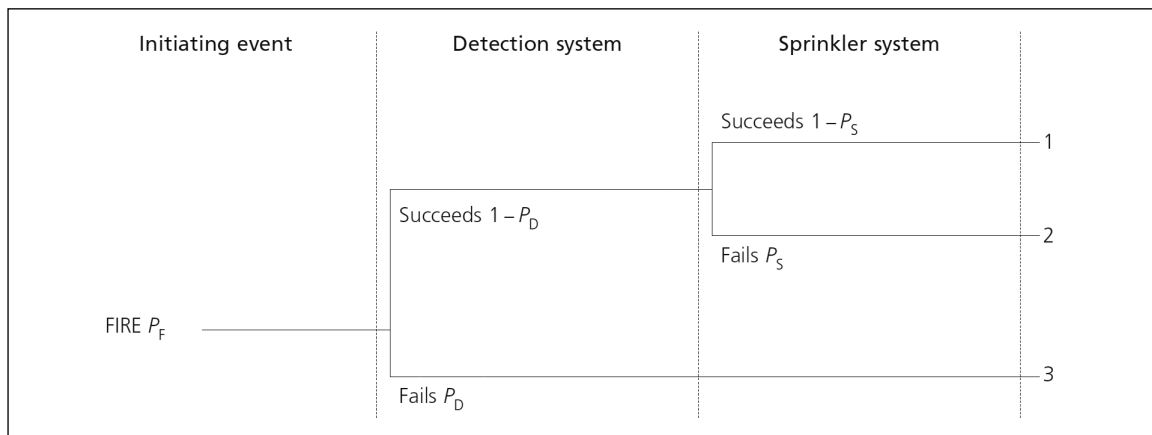 Initiating event
Detection system
Sprinkler system
Succeeds 1 – P_S
1
Succeeds 1 – P_D
2
Fails P_S
FIRE P_F
3
Fails P_D